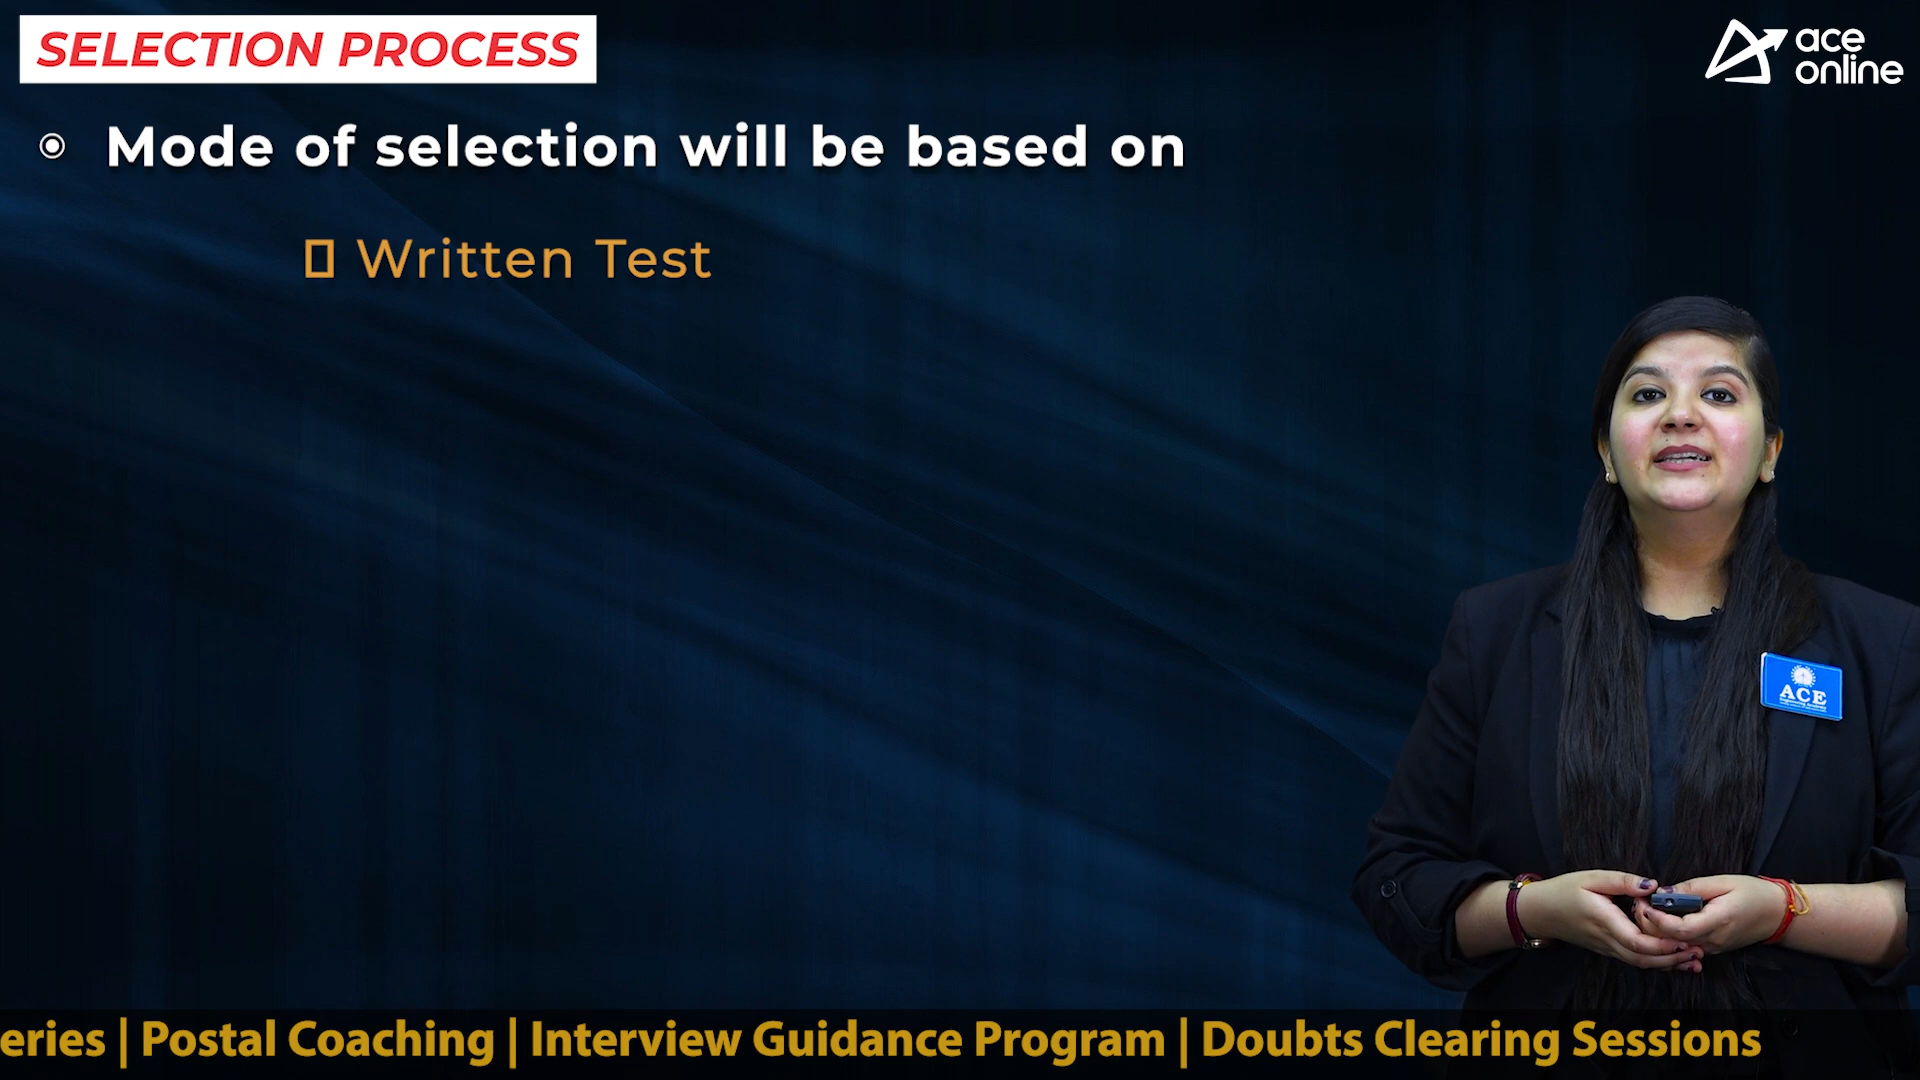 SELECTION PROCESS
ace
online
Mode of selection will be based on
Written Test
ACE
eries | Postal Coaching | Interview Guidance Program | Doubts Clearing Sessions